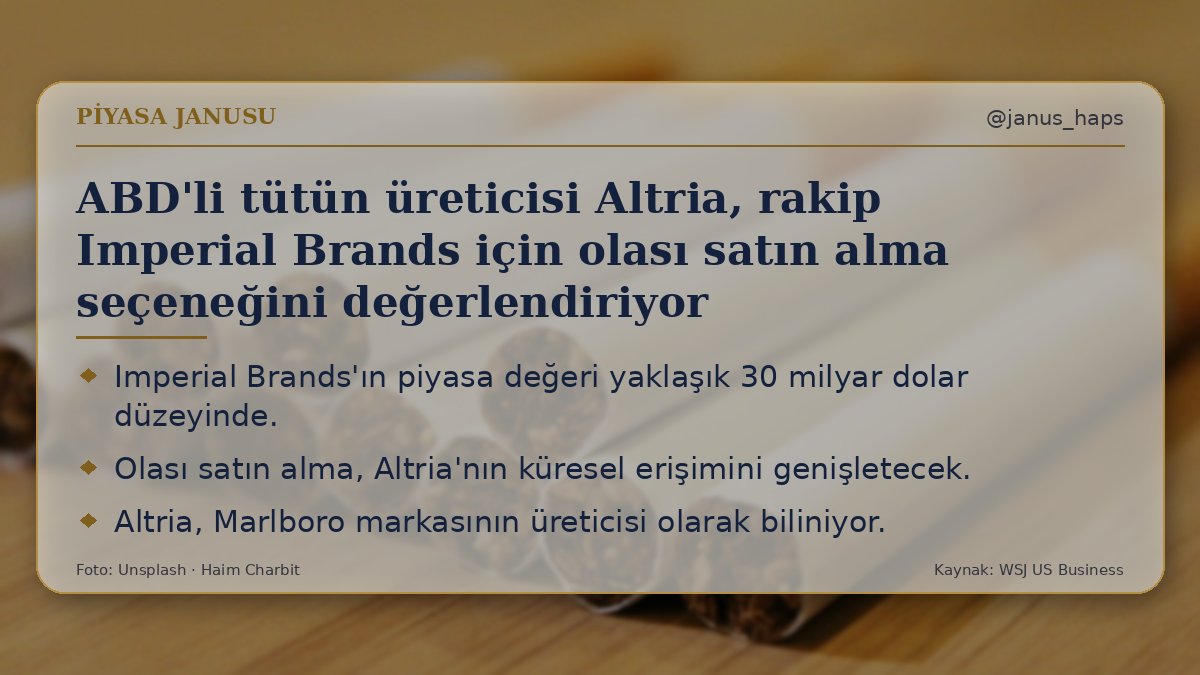 PİYASA JANUSU
@janus_haps
ABD'li tütün üreticisi Altria, rakip
Imperial Brands için olası satın alma
seçeneğini değerlendiriyor
Imperial Brands'ın piyasa değeri yaklaşık 30 milyar dolar
düzeyinde.
Olası satın alma, Altria'nın küresel erişimini genişletecek.
Altria, Marlboro markasının üreticisi olarak biliniyor.
Foto: Unsplash · Haim Charbit
Kaynak: WSJ US Business